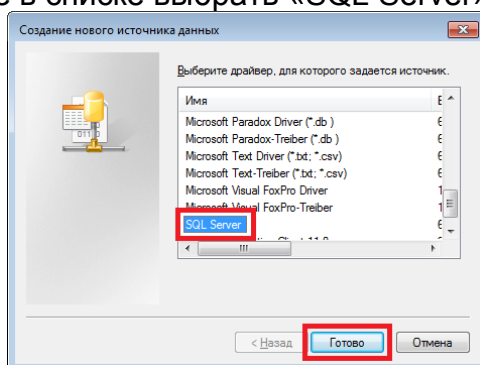 е в списке выбрать «SQL Server»
Создание нового источника данных
Выберите драйвер, для которого задается источник.
Имя
Microsoft Paradox Driver (*.db )
Microsoft Paradox-Treiber (*.db )
Microsoft Text Driver (*.txt; *.csv)
Microsoft Text-Treiber (*.txt; *.csv)
Microsoft Visual FoxPro Driver
Microsoft Visual FoxPro-Treiber
SQL Server
< Назад Готово Отмена